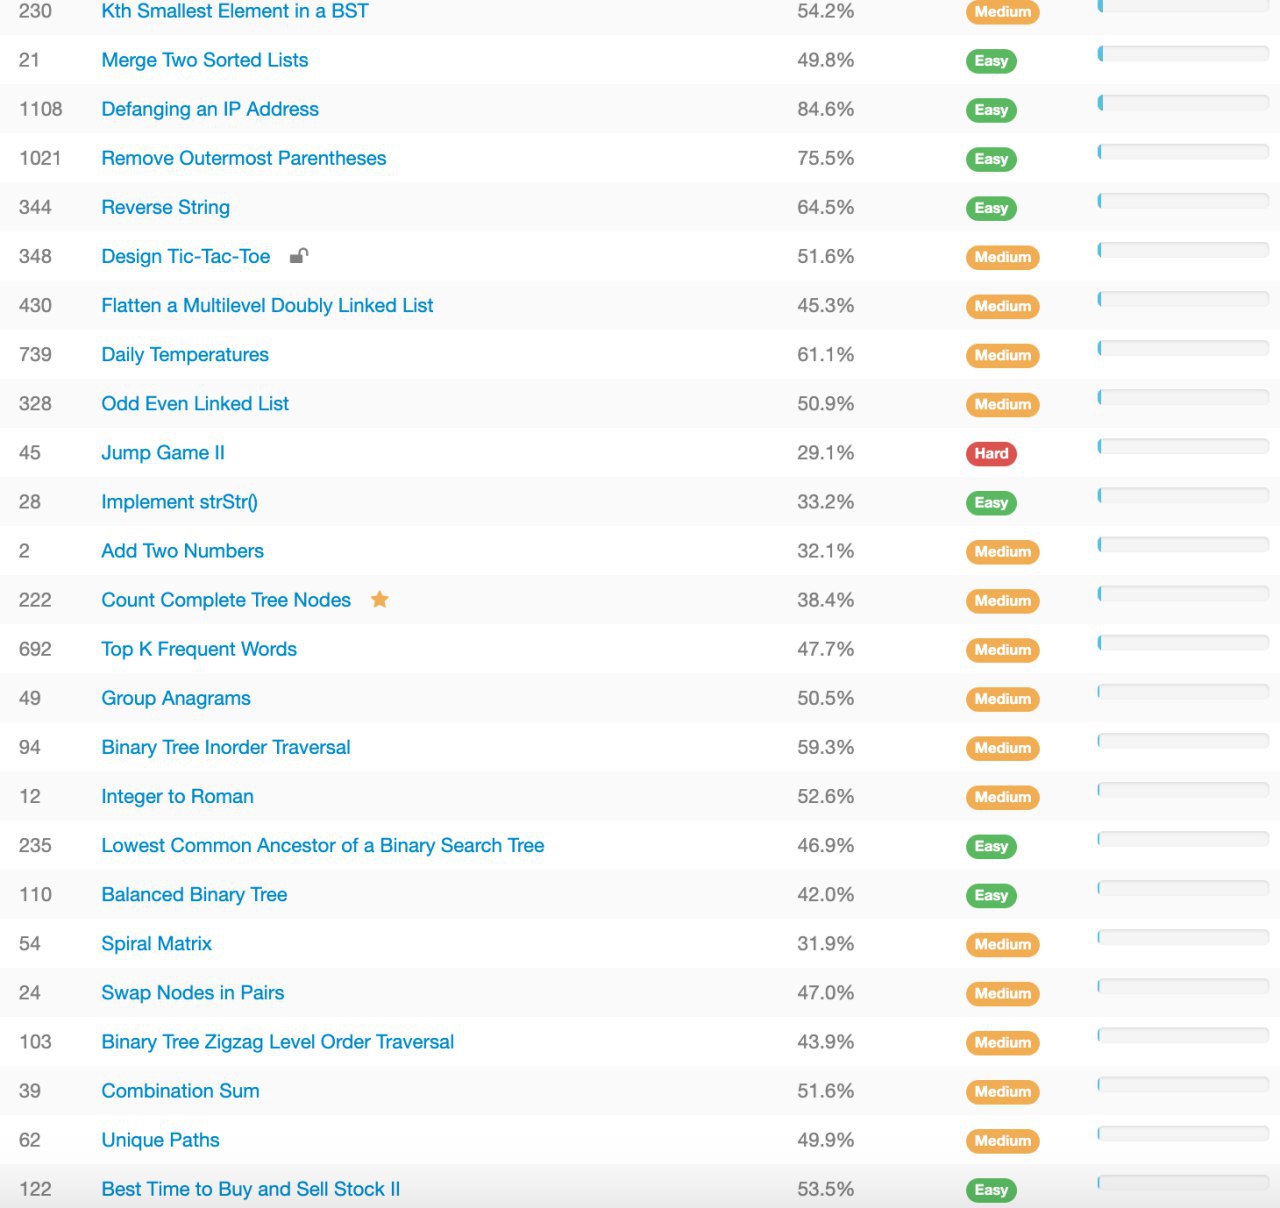 230 Kth Smallest Element in a BST 54.2% Medium
21 Merge Two Sorted Lists 49.8% Easy
1108 Defanging an IP Address 84.6% Easy
1021 Remove Outermost Parentheses 75.5% Easy
344 Reverse String 64.5% Easy
348 Design Tic-Tac-Toe 51.6% Medium
430 Flatten a Multilevel Doubly Linked List 45.3% Medium
739 Daily Temperatures 61.1% Medium
328 Odd Even Linked List 50.9% Medium
45 Jump Game II 29.1% Hard
28 Implement strStr() 33.2% Easy
2 Add Two Numbers 32.1% Medium
222 Count Complete Tree Nodes 38.4% Medium
692 Top K Frequent Words 47.7% Medium
49 Group Anagrams 50.5% Medium
94 Binary Tree Inorder Traversal 59.3% Medium
12 Integer to Roman 52.6% Medium
235 Lowest Common Ancestor of a Binary Search Tree 46.9% Easy
110 Balanced Binary Tree 42.0% Easy
54 Spiral Matrix 31.9% Medium
24 Swap Nodes in Pairs 47.0% Medium
103 Binary Tree Zigzag Level Order Traversal 43.9% Medium
39 Combination Sum 51.6% Medium
62 Unique Paths 49.9% Medium
122 Best Time to Buy and Sell Stock II 53.5% Easy